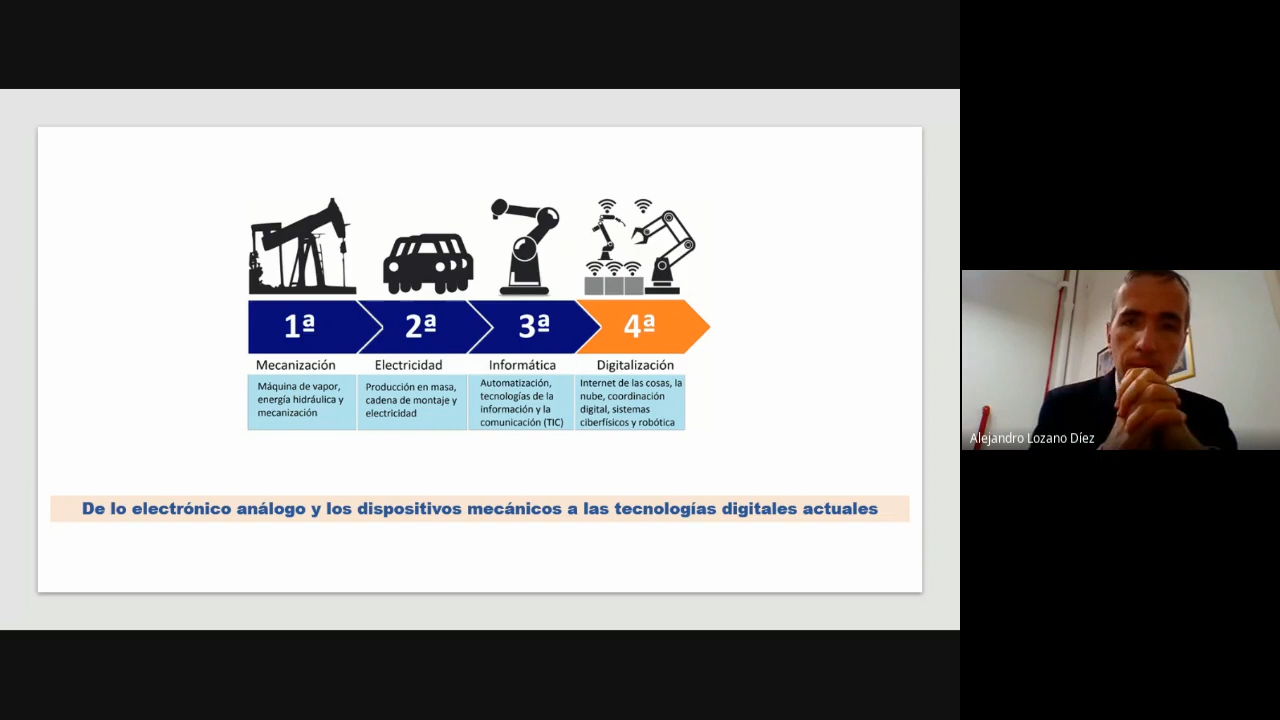 1ª
2ª
3ª
4ª
Mecanización
Electricidad
Informática
Digitalización
Máquina de vapor,
energía hidráulica y
mecanización
Producción en masa,
cadena de montaje y
electricidad
Automatización,
tecnologías de la
información y la
comunicación (TIC)
Internet de las cosas, la
nube, coordinación
digital, sistemas
ciberfísicos y robótica
De lo electrónico análogo y los dispositivos mecánicos a las tecnologías digitales actuales
Alejandro Lozano Díez